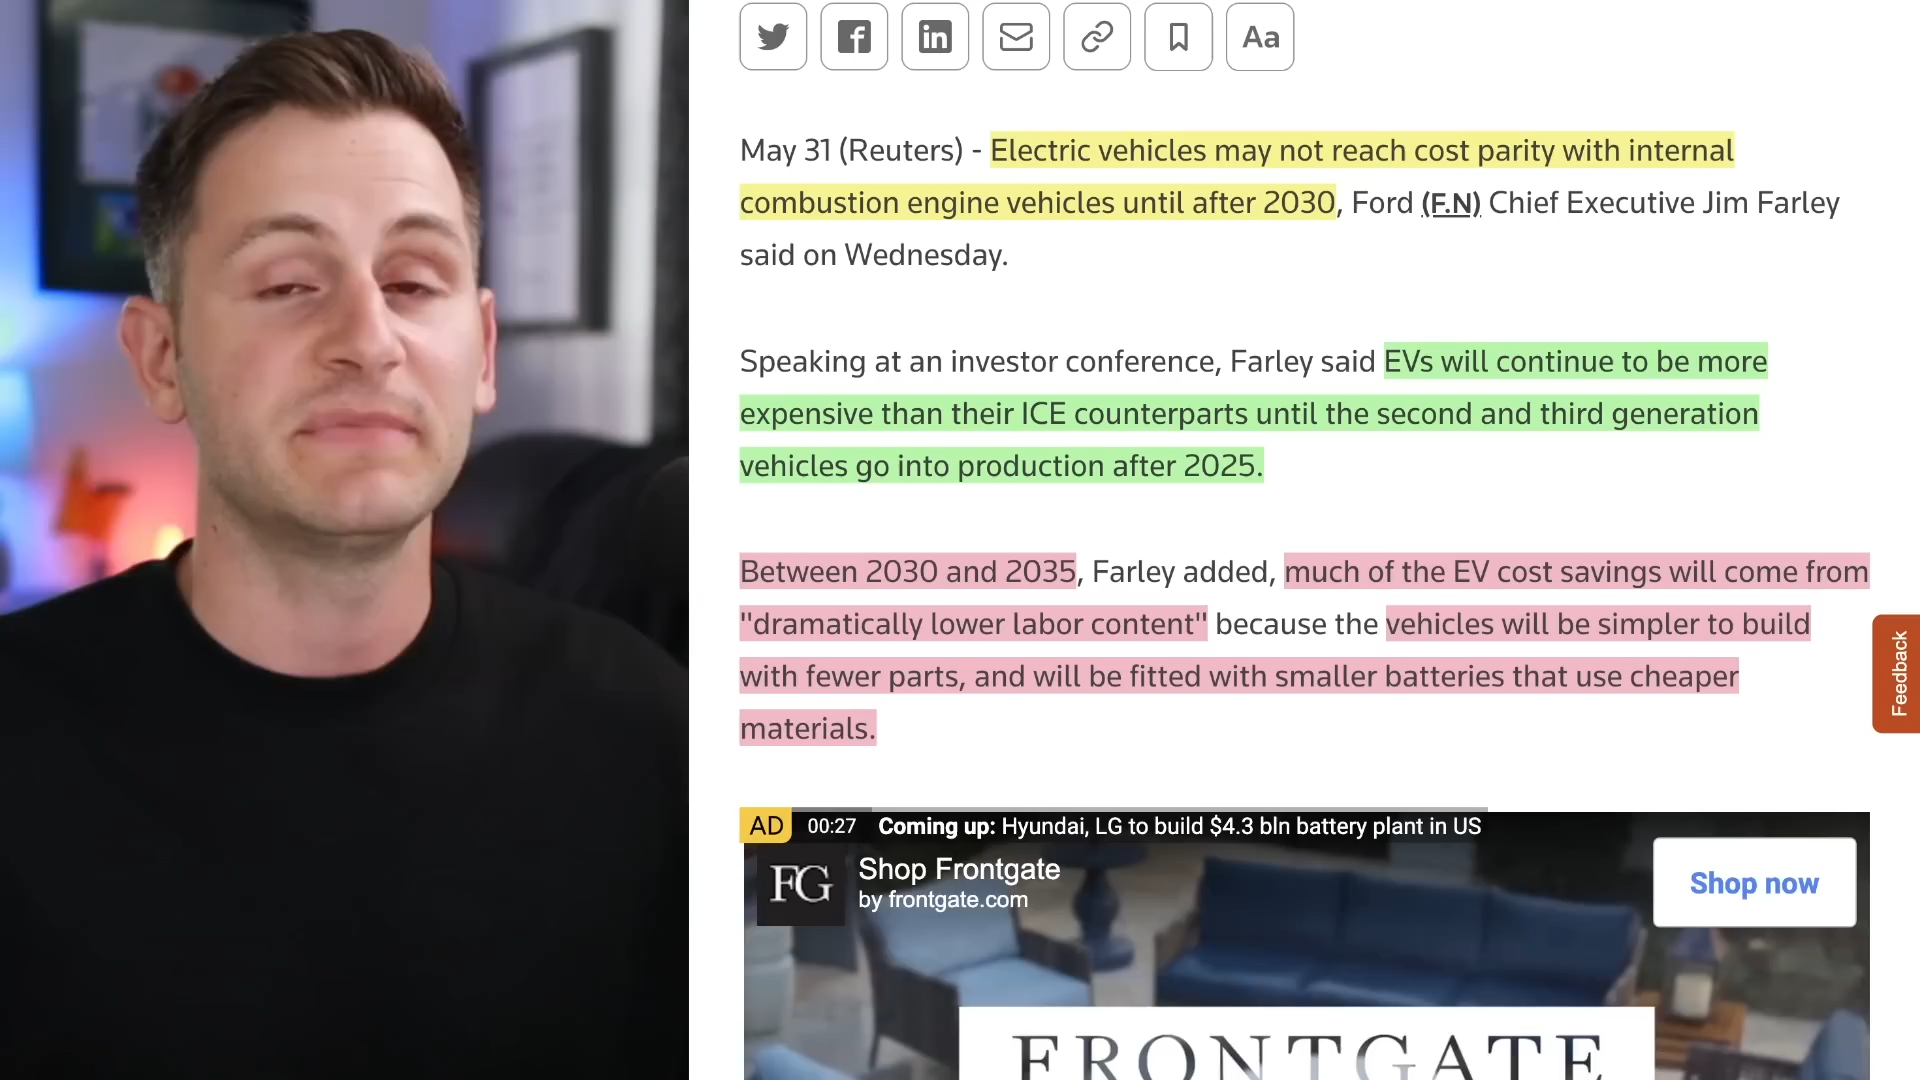 Aa
May 31 (Reuters) - Electric vehicles may not reach cost parity with internal
combustion engine vehicles until after 2030, Ford (F.N) Chief Executive Jim Farley
said on Wednesday.
Speaking at an investor conference, Farley said EVs will continue to be more
expensive than their ICE counterparts until the second and third generation
vehicles go into production after 2025.
Between 2030 and 2035, Farley added, much of the EV cost savings will come from
"dramatically lower labor content" because the vehicles will be simpler to build
with fewer parts, and will be fitted with smaller batteries that use cheaper
materials.
Feedback
AD 00:27 Coming up: Hyundai, LG to build $4.3 bln battery plant in US
FG
Shop Frontgate
by frontgate.com
Shop now
FRONTGATE